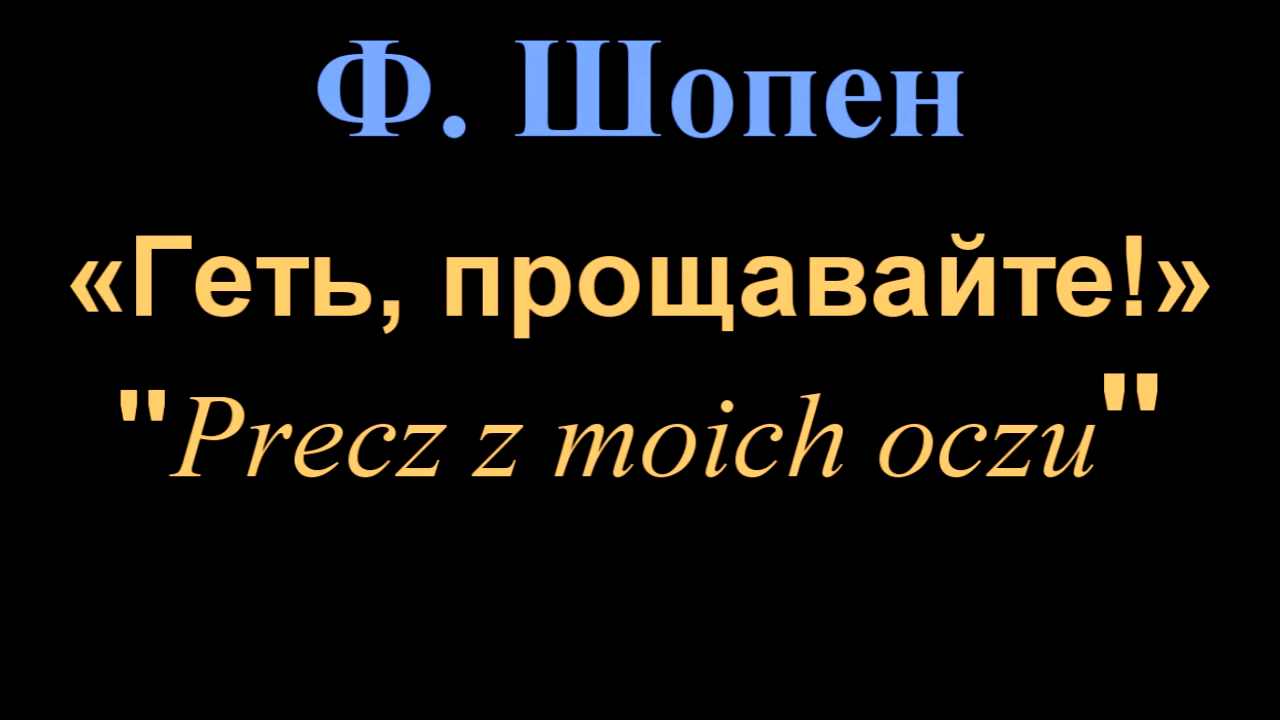 Ф. Шопен
«Геть, прощавайте!»
"Precz z moich oczu"